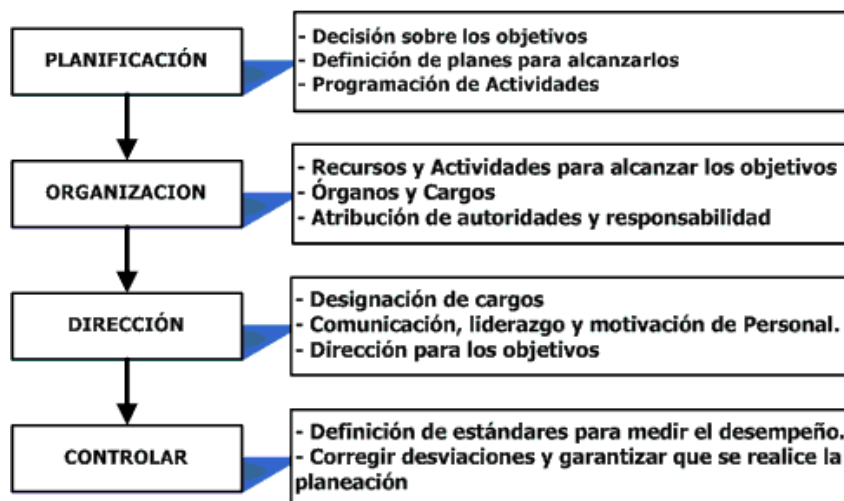 PLANIFICACIÓN
- Decisión sobre los objetivos
- Definición de planes para alcanzarlos
- Programación de Actividades
ORGANIZACION
- Recursos y Actividades para alcanzar los objetivos
- Órganos y Cargos
- Atribución de autoridades y responsabilidad
DIRECCIÓN
- Designación de cargos
- Comunicación, liderazgo y motivación de Personal.
- Dirección para los objetivos
CONTROLAR
- Definición de estándares para medir el desempeño.
- Corregir desviaciones y garantizar que se realice la
planeación